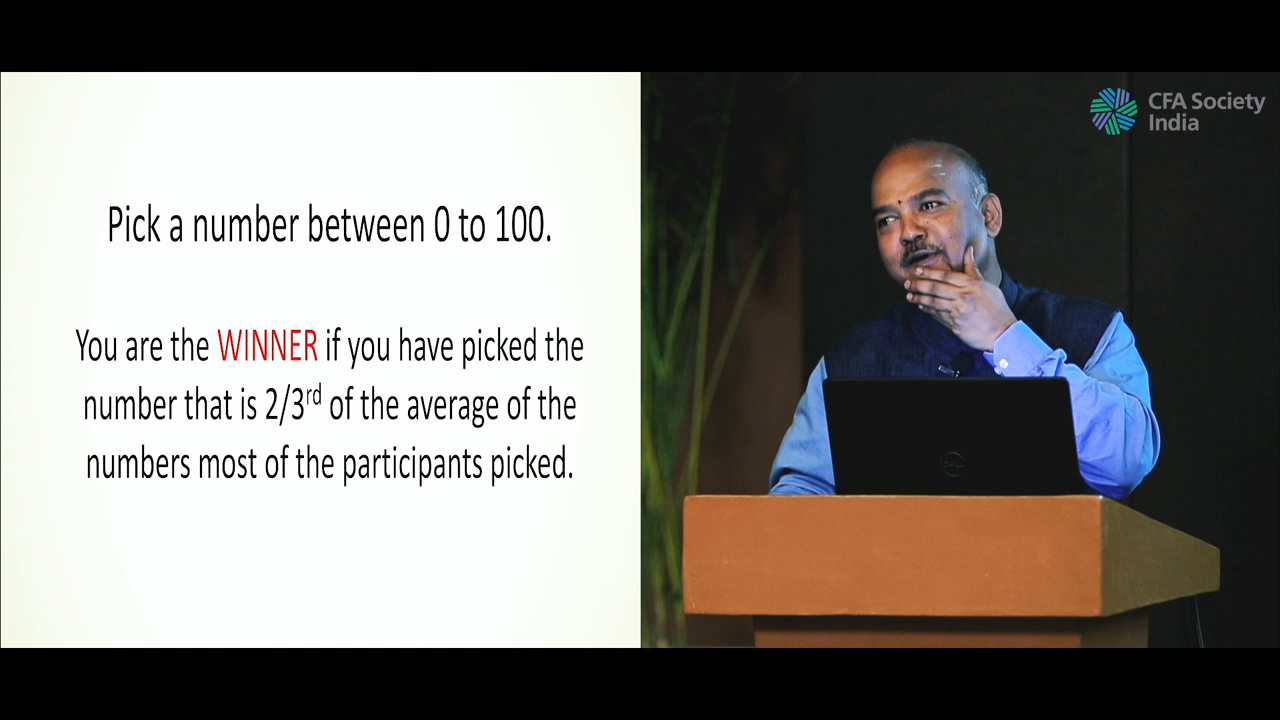 Pick a number between 0 to 100.
You are the WINNER if you have picked the
number that is 2/3rd of the average of the
numbers most of the participants picked.
CFA Society
India
DELL